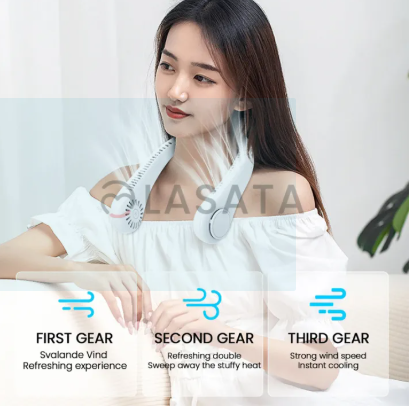 @LASATA
FIRST GEAR
Svalande Vind
Refreshing experience
SECOND GEAR
Refreshing double
Sweep away the stuffy heat
THIRD GEAR
Strong wind speed
Instant cooling